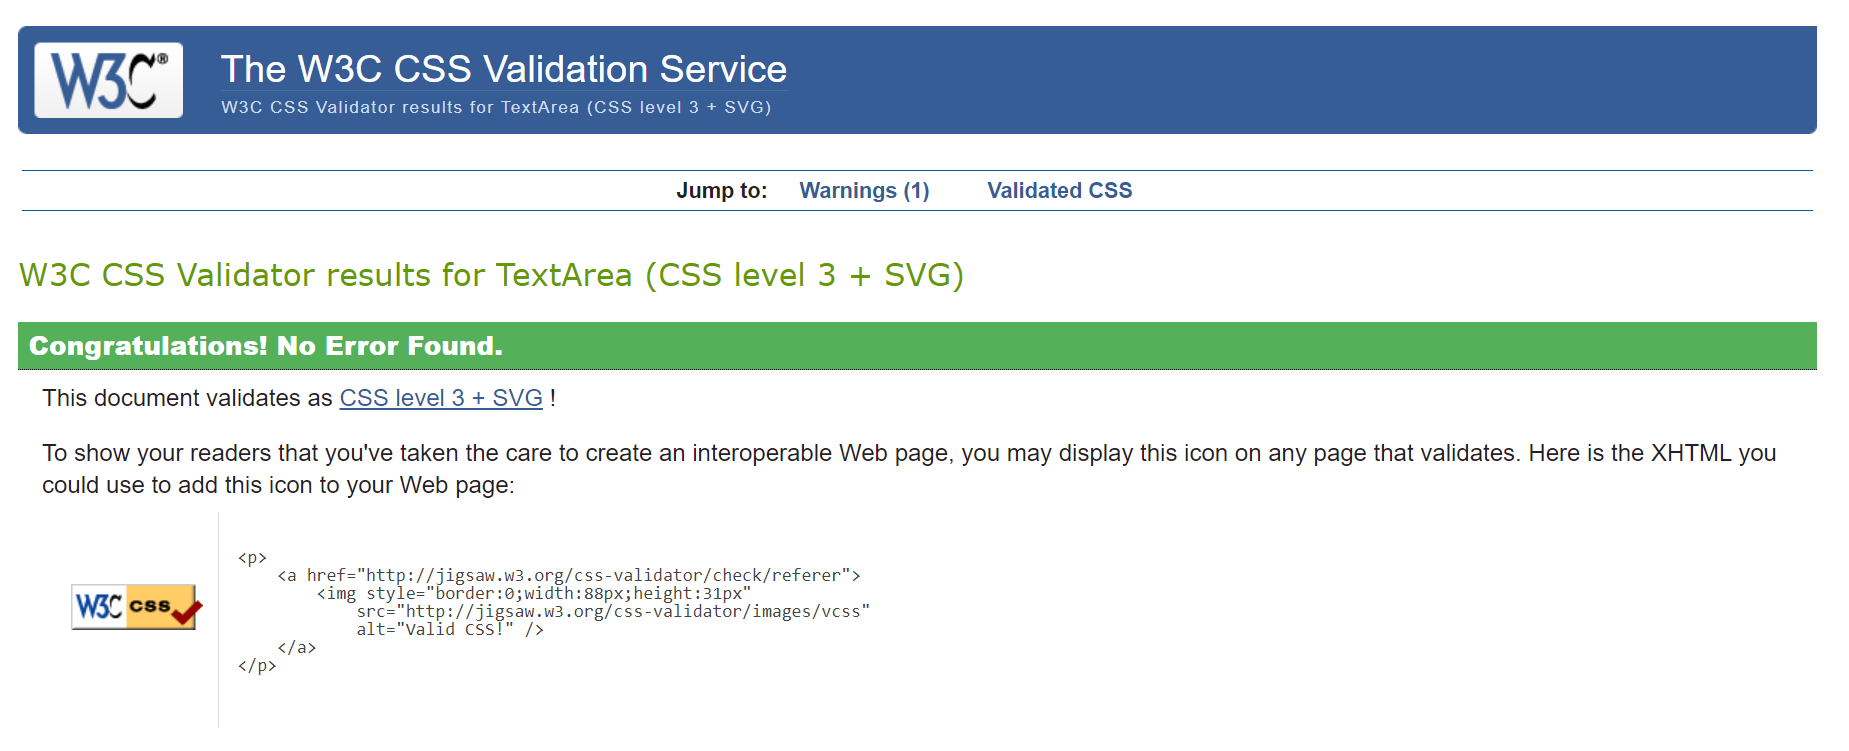 W3C®
The W3C CSS Validation Service
W3C CSS Validator results for TextArea (CSS level 3 + SVG)
Jump to: Warnings (1) Validated CSS
W3C CSS Validator results for TextArea (CSS level 3 + SVG)
Congratulations! No Error Found.
This document validates as CSS level 3 + SVG !
To show your readers that you've taken the care to create an interoperable Web page, you may display this icon on any page that validates. Here is the XHTML you
could use to add this icon to your Web page:
W3C css
<p>
    <a href="http://jigsaw.w3.org/css-validator/check/referer">
        <img style="border:0;width:88px;height:31px"
            src="http://jigsaw.w3.org/css-validator/images/vcss"
            alt="Valid CSS!" />
    </a>
</p>